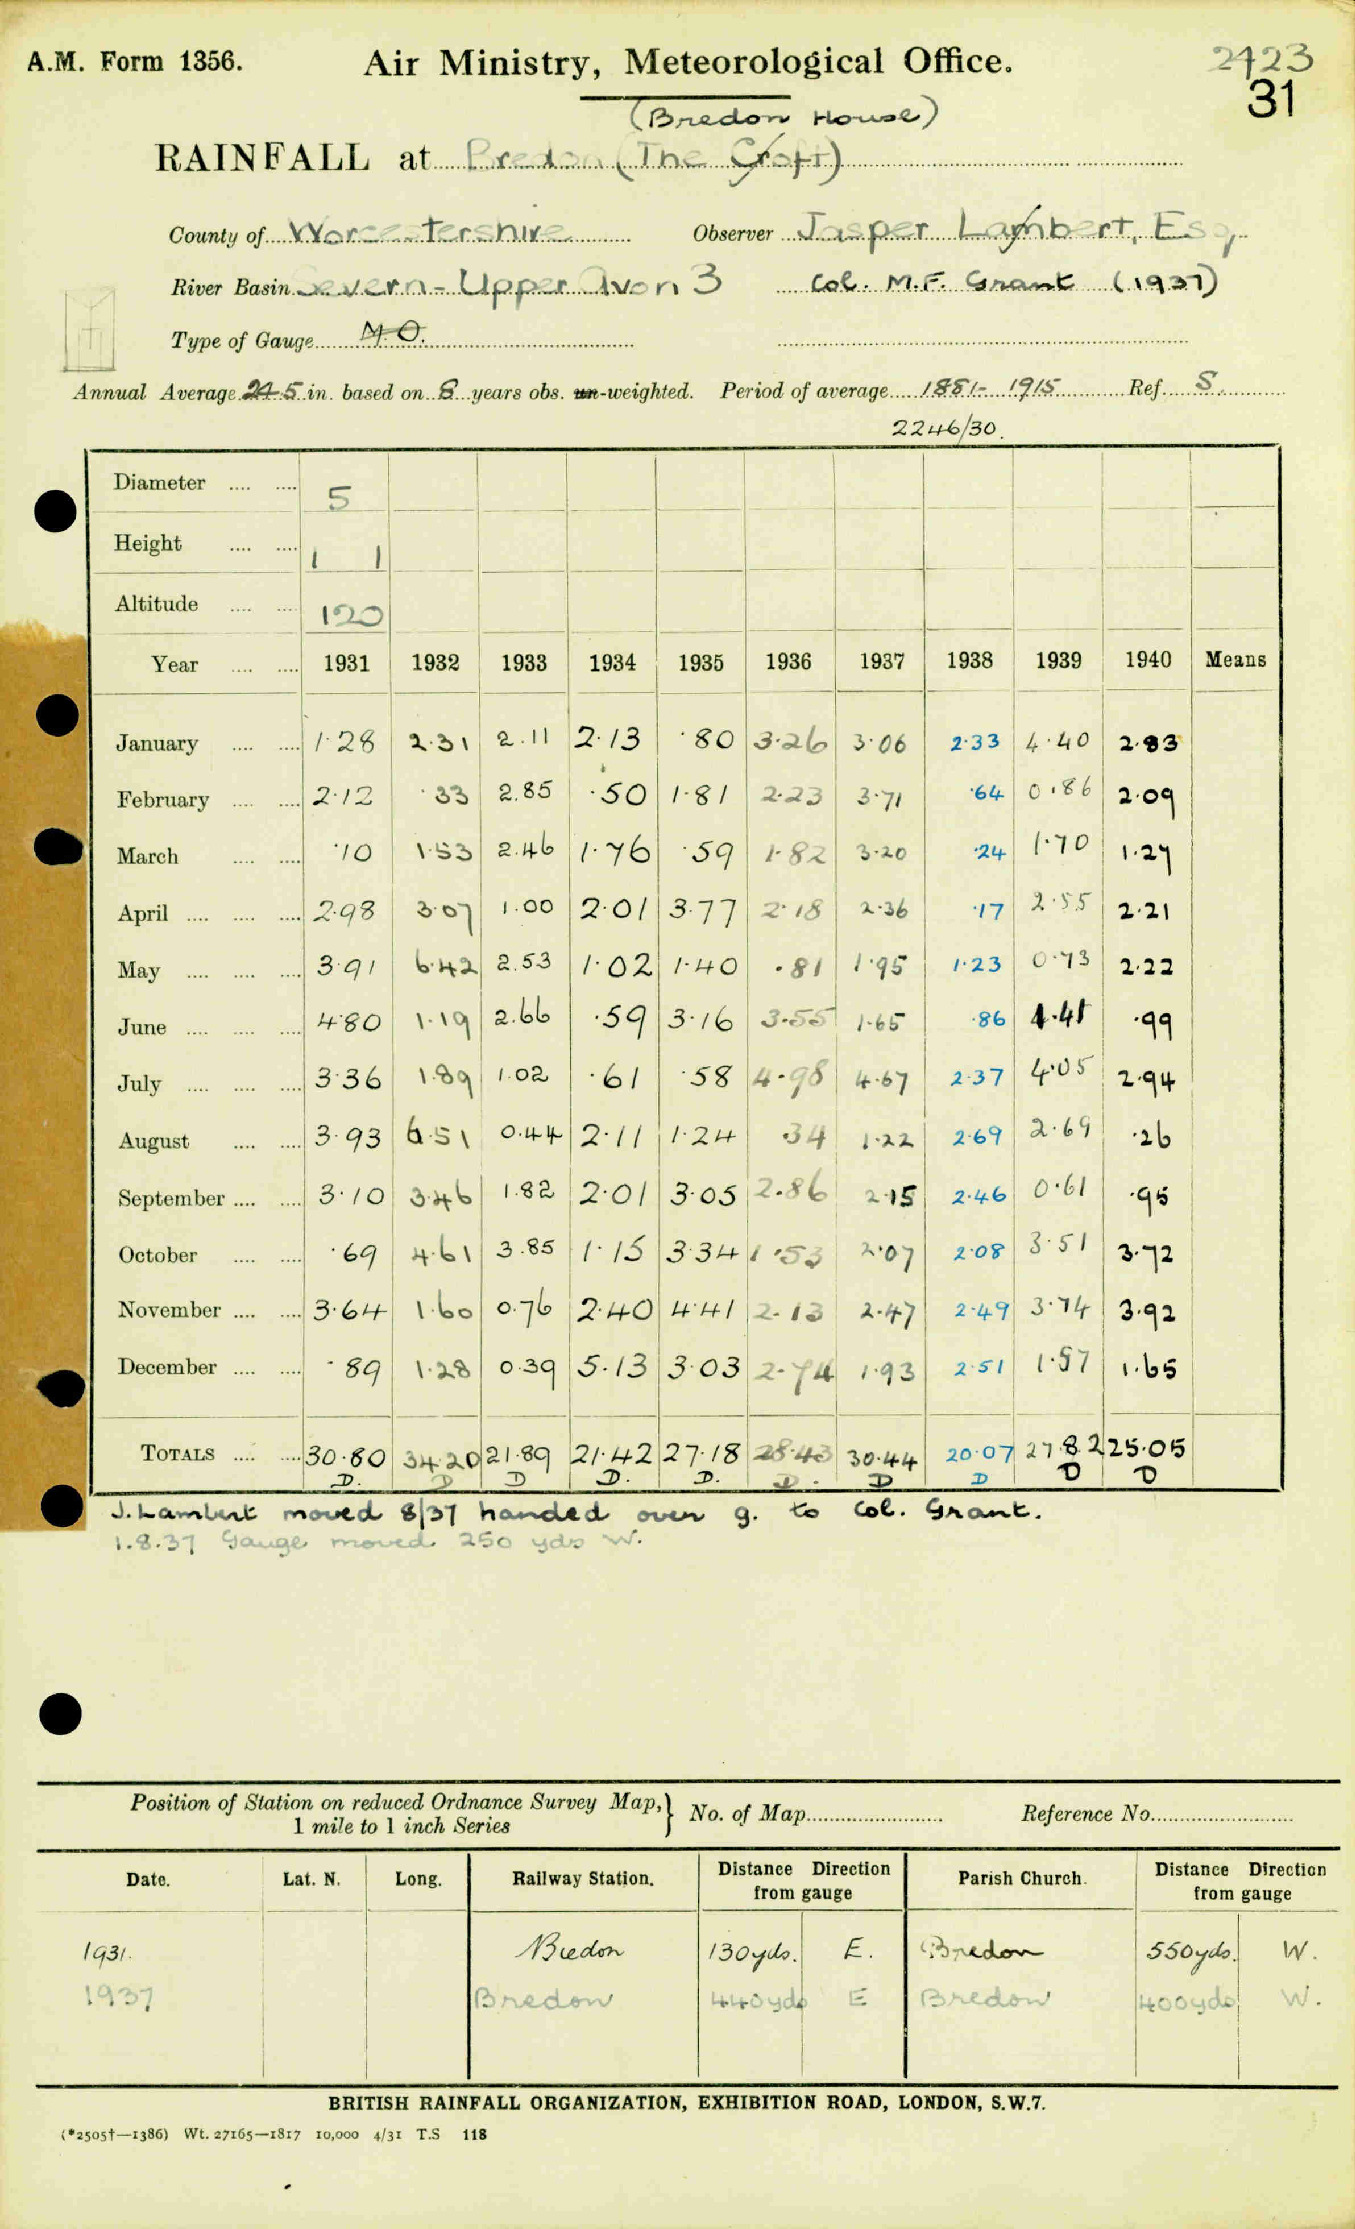 A.M. Form 1356. Air Ministry, Meteorological Office. 2423
31
(Bredon House)
RAINFALL at Bredon (The Croft)
County of Worcestershire Observer Jasper Lambert, Esq.
River Basin Severn - Upper Avon 3 Col. M.F. Grant (1937)
Type of Gauge M.O.
Annual Average 24.5 in. based on 8 years obs. un-weighted. Period of average 1881-1915 Ref. S.
2246/30.
Diameter 5
Height 1 1
Altitude 120
Year 1931 1932 1933 1934 1935 1936 1937 1938 1939 1940 Means
January 1.28 2.31 2.11 2.13 .80 3.26 3.06 2.33 4.40 2.83
February 2.12 .33 2.85 .50 1.81 2.23 3.71 .64 0.86 2.09
March .10 1.53 2.46 1.76 .59 1.82 3.20 .24 1.70 1.27
April 2.98 3.07 1.00 2.01 3.77 2.18 2.36 .17 2.55 2.21
May 3.91 6.42 2.53 1.02 1.40 .81 1.95 1.23 0.73 2.22
June 4.80 1.19 2.66 .59 3.16 3.55 1.65 .86 1.41 .99
July 3.36 1.89 1.02 .61 .58 4.98 4.67 2.37 4.05 2.94
August 3.93 6.51 0.44 2.11 1.24 .34 1.22 2.69 2.69 .26
September 3.10 3.46 1.82 2.01 3.05 2.86 2.15 2.46 0.61 .95
October .69 4.61 3.85 1.15 3.34 1.53 2.07 2.08 3.51 3.72
November 3.64 1.60 0.76 2.40 4.41 2.13 2.47 2.49 3.74 3.92
December .89 1.28 0.39 5.13 3.03 2.74 1.93 2.51 1.57 1.65
TOTALS 30.80 34.20 21.89 21.42 27.18 28.43 30.44 20.07 27.82 25.05
D. D D D. D. D. D D D D
J. Lambert moved 8/37 handed over g. to Col. Grant.
1.8.37 Gauge moved 250 yds W.
Position of Station on reduced Ordnance Survey Map, 1 mile to 1 inch Series } No. of Map Reference No.
Date. Lat. N. Long. Railway Station. Distance Direction from gauge Parish Church. Distance Direction from gauge
1931. Bredon 130yds. E. Bredon 550yds. W.
1937 Bredon 440yds E Bredon 400yds W.
BRITISH RAINFALL ORGANIZATION, EXHIBITION ROAD, LONDON, S.W.7.
(*2505†—1386) Wt. 27165—1817 10,000 4/31 T.S 118